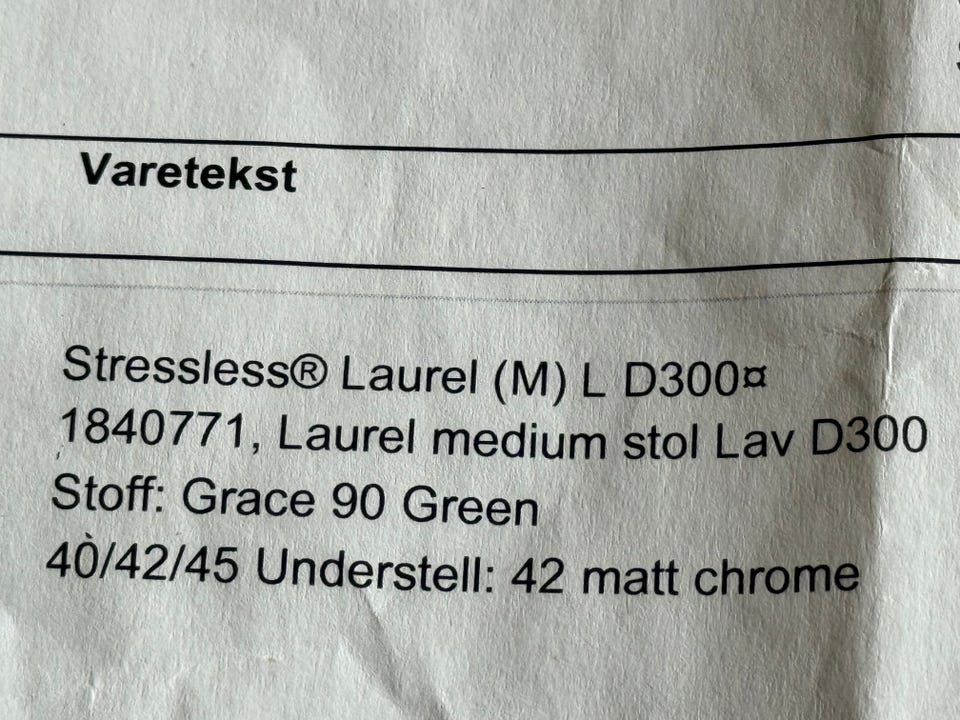 Varetekst
Stressless® Laurel (M) L D300¤
1840771, Laurel medium stol Lav D300
Stoff: Grace 90 Green
40/42/45 Understell: 42 matt chrome